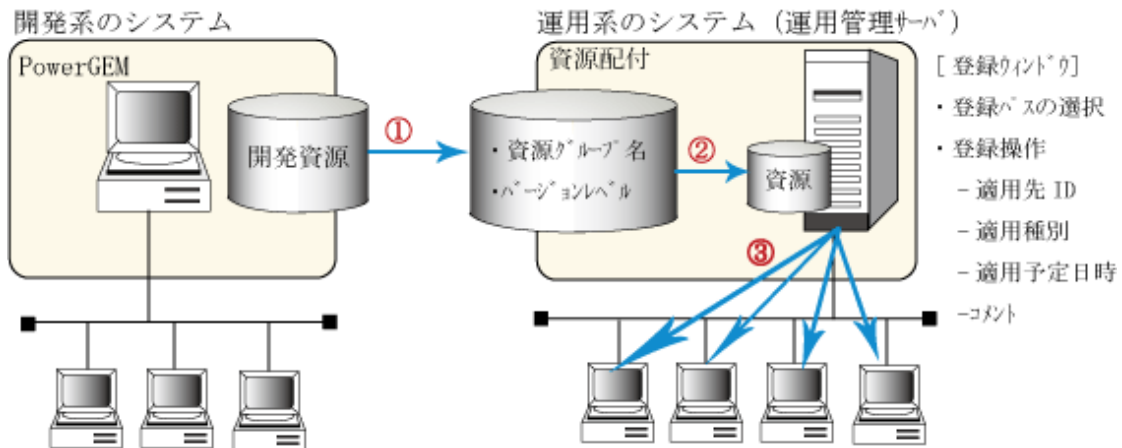 開発系のシステム
PowerGEM
開発資源
①
運用系のシステム (運用管理ｻｰﾊﾞ)
資源配付
・資源ｸﾞﾙｰﾌﾟ名
・ﾊﾞｰｼﾞｮﾝﾚﾍﾞﾙ
②
資源
③
[登録ｳｨﾝﾄﾞｳ]
・登録ﾊﾟｽの選択
・登録操作
－適用先 ID
－適用種別
－適用予定日時
－ｺﾒﾝﾄ